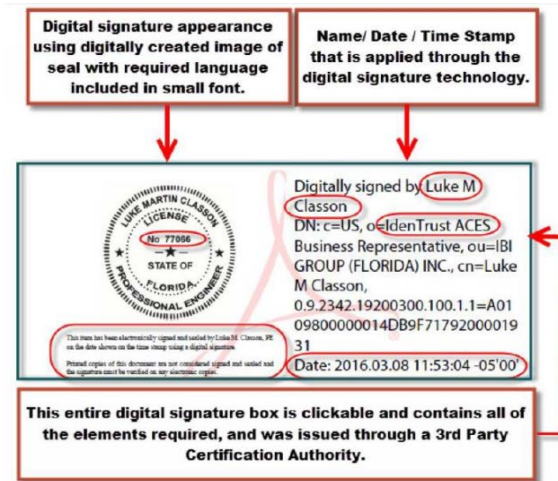 Digital signature appearance
using digitally created image of
seal with required language
included in small font.
Name/ Date / Time Stamp
that is applied through the
digital signature technology.
LUKE MARTIN CLASSON
LICENSE
No 77066
STATE OF
FLORIDA
PROFESSIONAL ENGINEER
This item has been electronically signed and sealed by Luke M. Classon, PE
on the date shown on the time stamp using a digital signature.
Printed copies of this document are not considered signed and sealed and
the signature must be verified on any electronic copies.
Digitally signed by Luke M
Classon
DN: c=US, o=IdenTrust ACES
Business Representative, ou=IBI
GROUP (FLORIDA) INC., cn=Luke
M Classon,
0.9.2342.19200300.100.1.1=A01
09800000014DB9F71792000019
31
Date: 2016.03.08 11:53:04 -05'00'
This entire digital signature box is clickable and contains all of
the elements required, and was issued through a 3rd Party
Certification Authority.